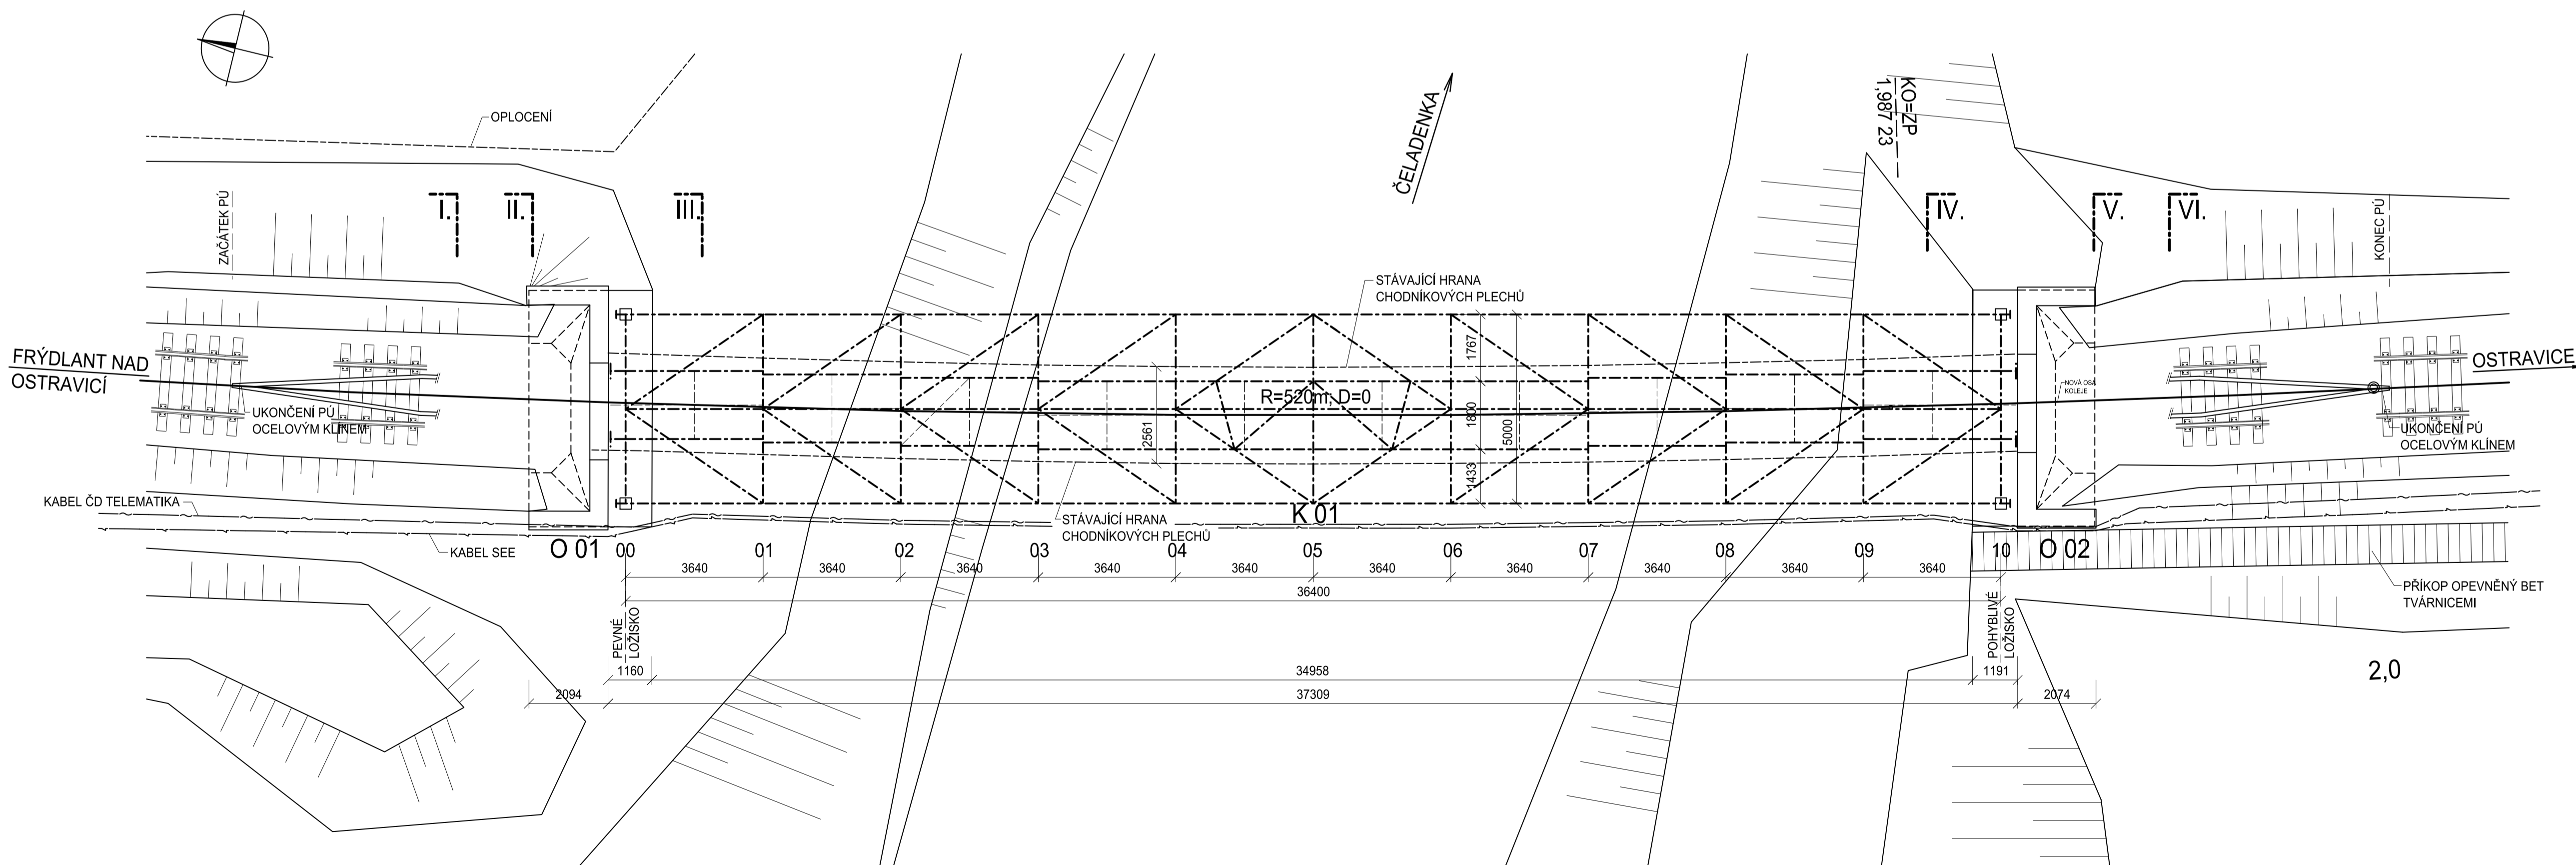 OPLOCENÍ
ČELADENKA
KO=ZP
1,987 23
ZAČÁTEK PÚ
I.
II.
III.
IV.
V.
VI.
KONEC PÚ
STÁVAJÍCÍ HRANA
CHODNÍKOVÝCH PLECHŮ
FRÝDLANT NAD
OSTRAVICÍ
OSTRAVICE
UKONČENÍ PÚ
OCELOVÝM KLÍNEM
R=520m, D=0
1767
1800
1433
5000
2561
NOVÁ OSA
KOLEJE
UKONČENÍ PÚ
OCELOVÝM KLÍNEM
KABEL ČD TELEMATIKA
KABEL SEE
STÁVAJÍCÍ HRANA
CHODNÍKOVÝCH PLECHŮ
K 01
O 01
00
01
02
03
04
05
06
07
08
09
10
O 02
3640
3640
3640
3640
3640
3640
3640
3640
3640
3640
36400
PŘÍKOP OPEVNĚNÝ BET
TVÁRNICEMI
PEVNÉ
LOŽISKO
POHYBLIVÉ
LOŽISKO
1160
34958
1191
2094
37309
2074
2,0